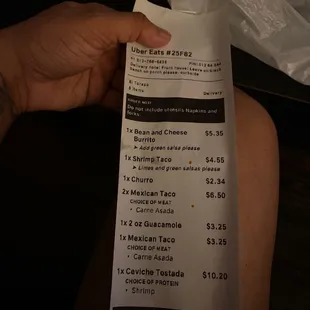 Uber Eats #25F82
Delivery
Do not include utensils Napkins and
1x Bean and Cheese $5.35
Burrito
▸ Add green salsa please
1x Shrimp Taco $4.55
▸ Limes and green salsas please
1x Churro $2.34
2x Mexican Taco $6.50
CHOICE OF MEAT
• Carne Asada
1x 2 oz Guacamole $3.25
1x Mexican Taco $3.25
CHOICE OF MEAT
• Carne Asada
1x Caviche Tostada $10.20
CHOICE OF PROTEIN
• Shrimp